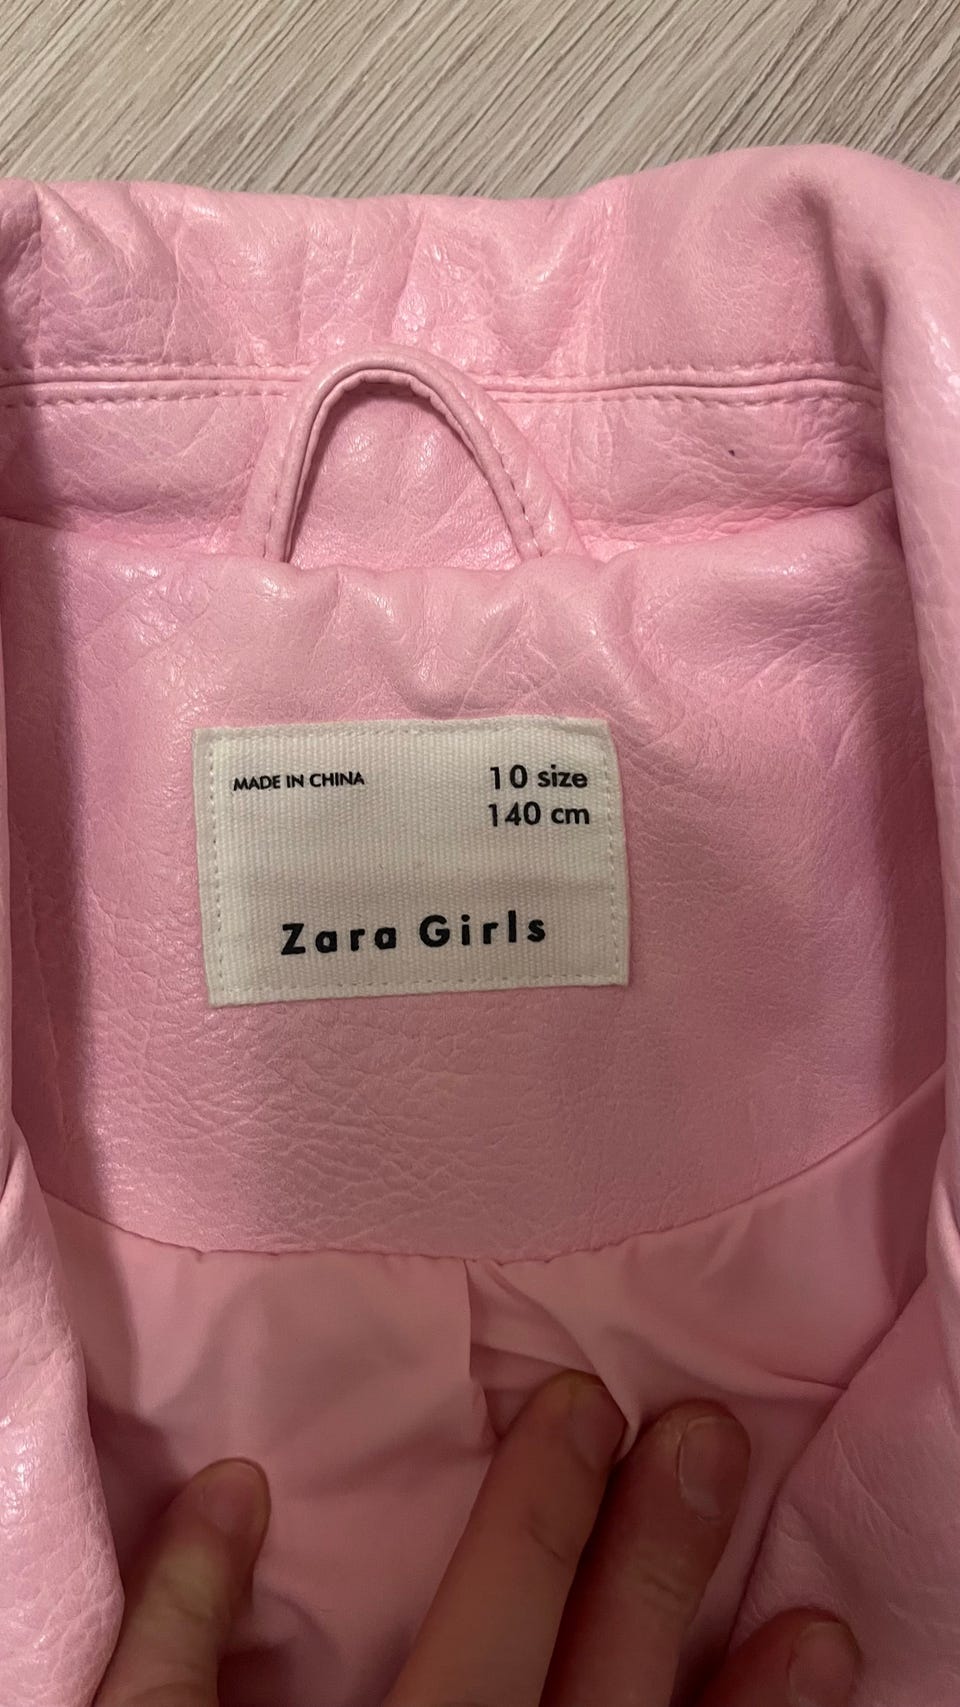 MADE IN CHINA
10 size
140 cm
Zara Girls